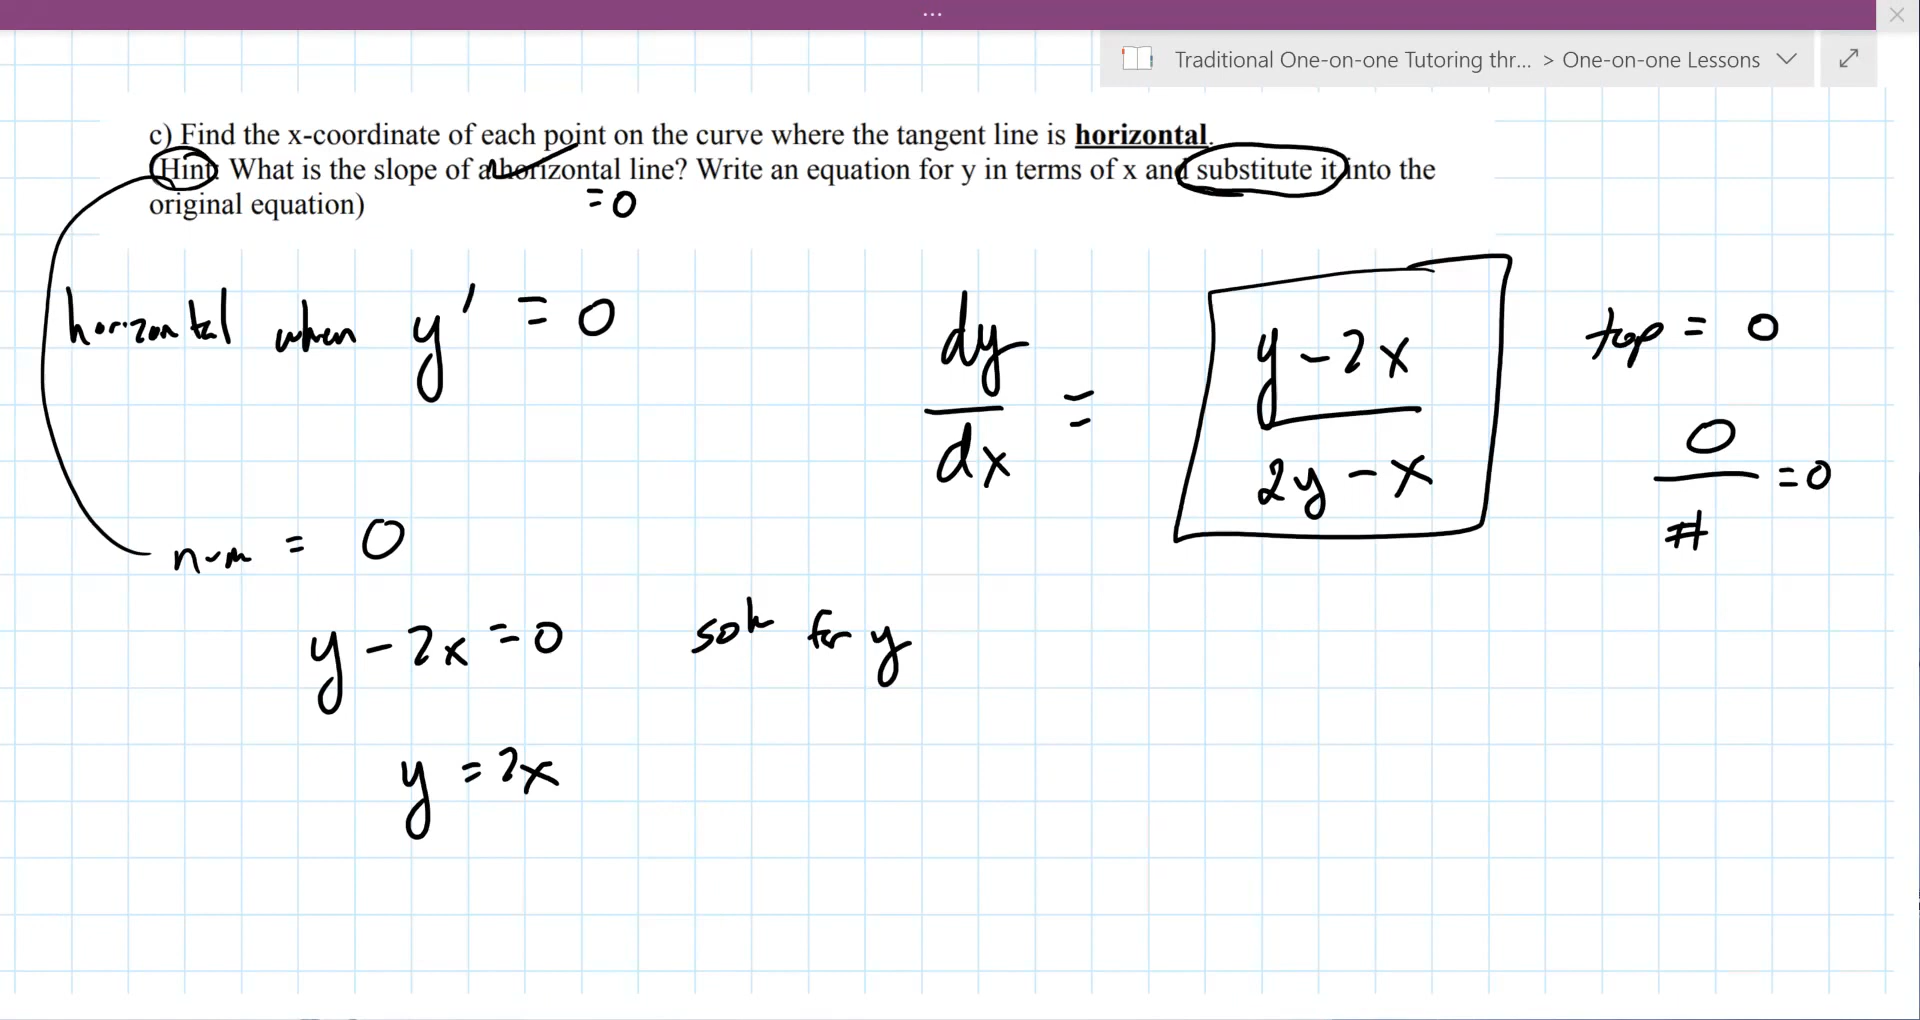 ...
Traditional One-on-one Tutoring thr... > One-on-one Lessons
c) Find the x-coordinate of each point on the curve where the tangent line is horizontal.
Hint: What is the slope of a horizontal line? Write an equation for y in terms of x and substitute it into the
original equation)
= 0
horizontal when y' = 0
dy/dx = (y - 2x)/(2y - x)
top = 0
0/# = 0
num = 0
y - 2x = 0 solve for y
y = 2x